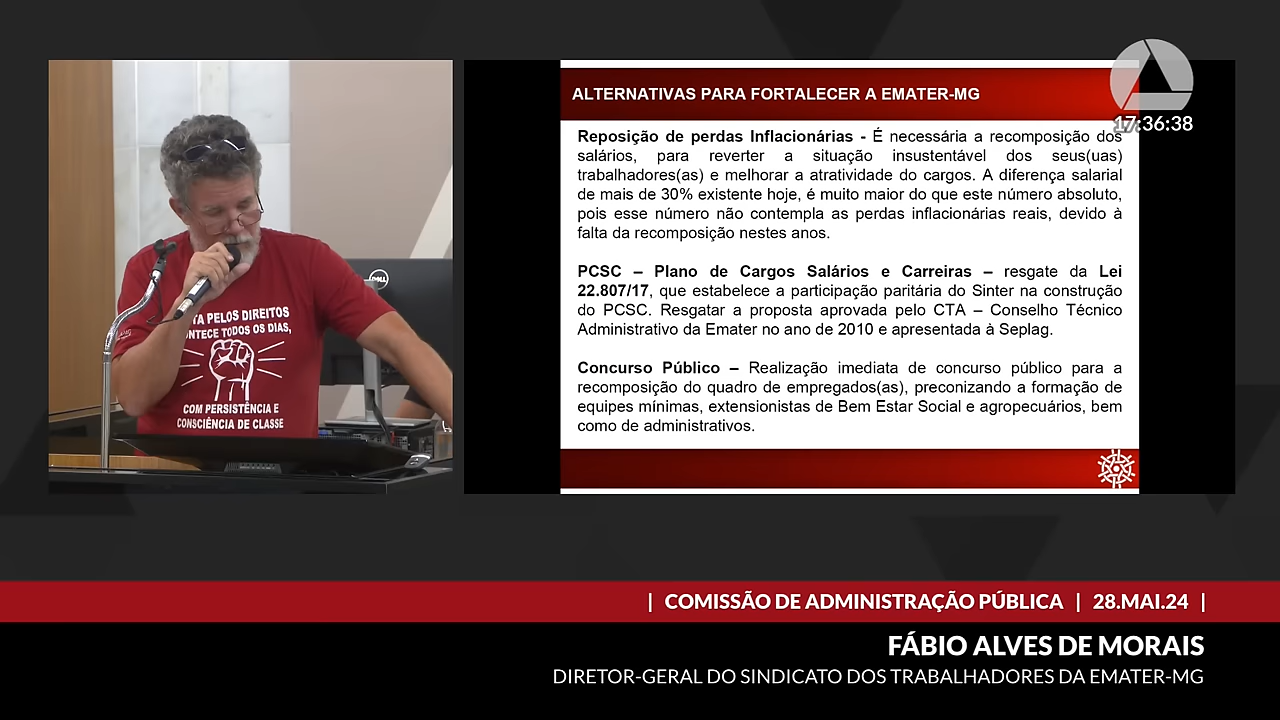 ALTERNATIVAS PARA FORTALECER A EMATER-MG
17:36:38
Reposição de perdas Inflacionárias - É necessária a recomposição dos
salários, para reverter a situação insustentável dos seus(uas)
trabalhadores(as) e melhorar a atratividade do cargos. A diferença salarial
de mais de 30% existente hoje, é muito maior do que este número absoluto,
pois esse número não contempla as perdas inflacionárias reais, devido à
falta da recomposição nestes anos.
PCSC – Plano de Cargos Salários e Carreiras – resgate da Lei
22.807/17, que estabelece a participação paritária do Sinter na construção
do PCSC. Resgatar a proposta aprovada pelo CTA – Conselho Técnico
Administrativo da Emater no ano de 2010 e apresentada à Seplag.
Concurso Público – Realização imediata de concurso público para a
recomposição do quadro de empregados(as), preconizando a formação de
equipes mínimas, extensionistas de Bem Estar Social e agropecuários, bem
como de administrativos.
DELL
TA PELOS DIREITOS
NTECE TODOS OS DIAS,
COM PERSISTÊNCIA E
CONSCIÊNCIA DE CLASSE
| COMISSÃO DE ADMINISTRAÇÃO PÚBLICA | 28.MAI.24 |
FÁBIO ALVES DE MORAIS
DIRETOR-GERAL DO SINDICATO DOS TRABALHADORES DA EMATER-MG